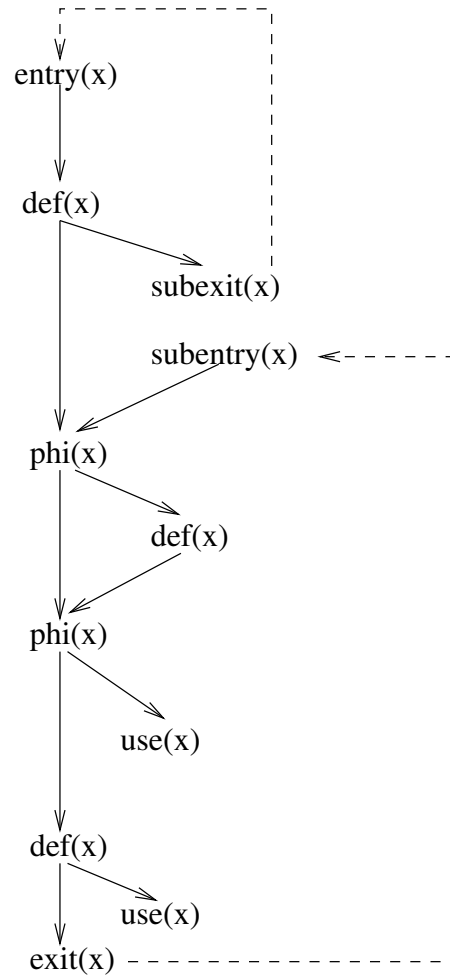 entry(x)
def(x)
subexit(x)
subentry(x)
phi(x)
def(x)
phi(x)
use(x)
def(x)
use(x)
exit(x)